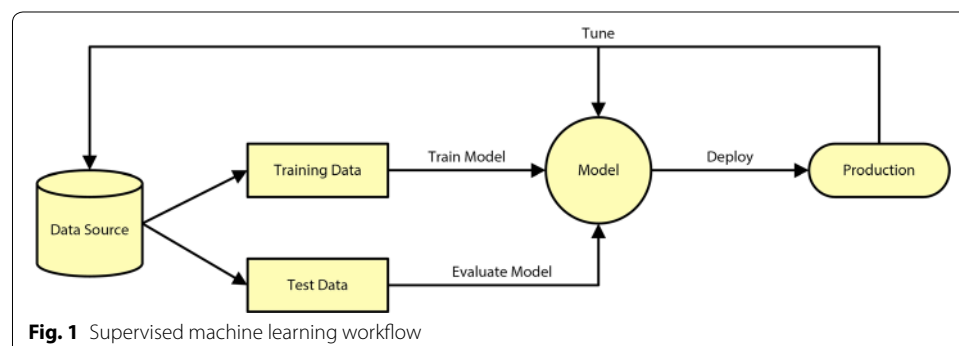 Tune
Training Data
Train Model
Model
Deploy
Production
Data Source
Test Data
Evaluate Model
Fig. 1 Supervised machine learning workflow